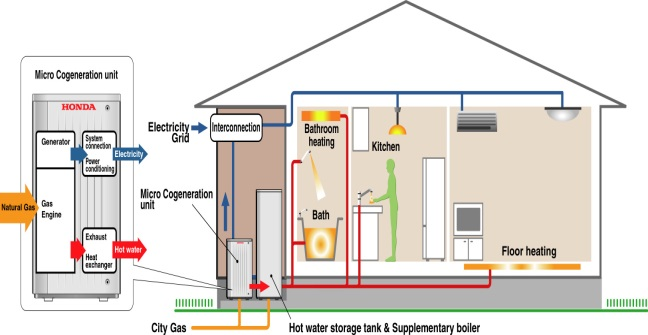 Micro Cogeneration unit
HONDA
Generator
System
connection
Power
conditioning
Electricity
Natural Gas
Gas
Engine
Exhaust
Heat
exchanger
Hot water
Electricity
Grid
Interconnection
Bathroom
heating
Kitchen
Micro Cogeneration
unit
Bath
Floor heating
HONDA
City Gas
Hot water storage tank & Supplementary boiler